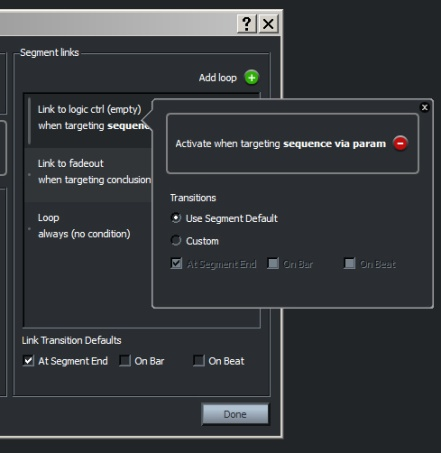 Segment links
Add loop
Link to logic ctrl (empty)
when targeting sequenc
Activate when targeting sequence via param
Link to fadeout
when targeting conclusion
Transitions
Use Segment Default
Loop
always (no condition)
Custom
At Segment End On Bar On Beat
Link Transition Defaults
At Segment End On Bar On Beat
Done